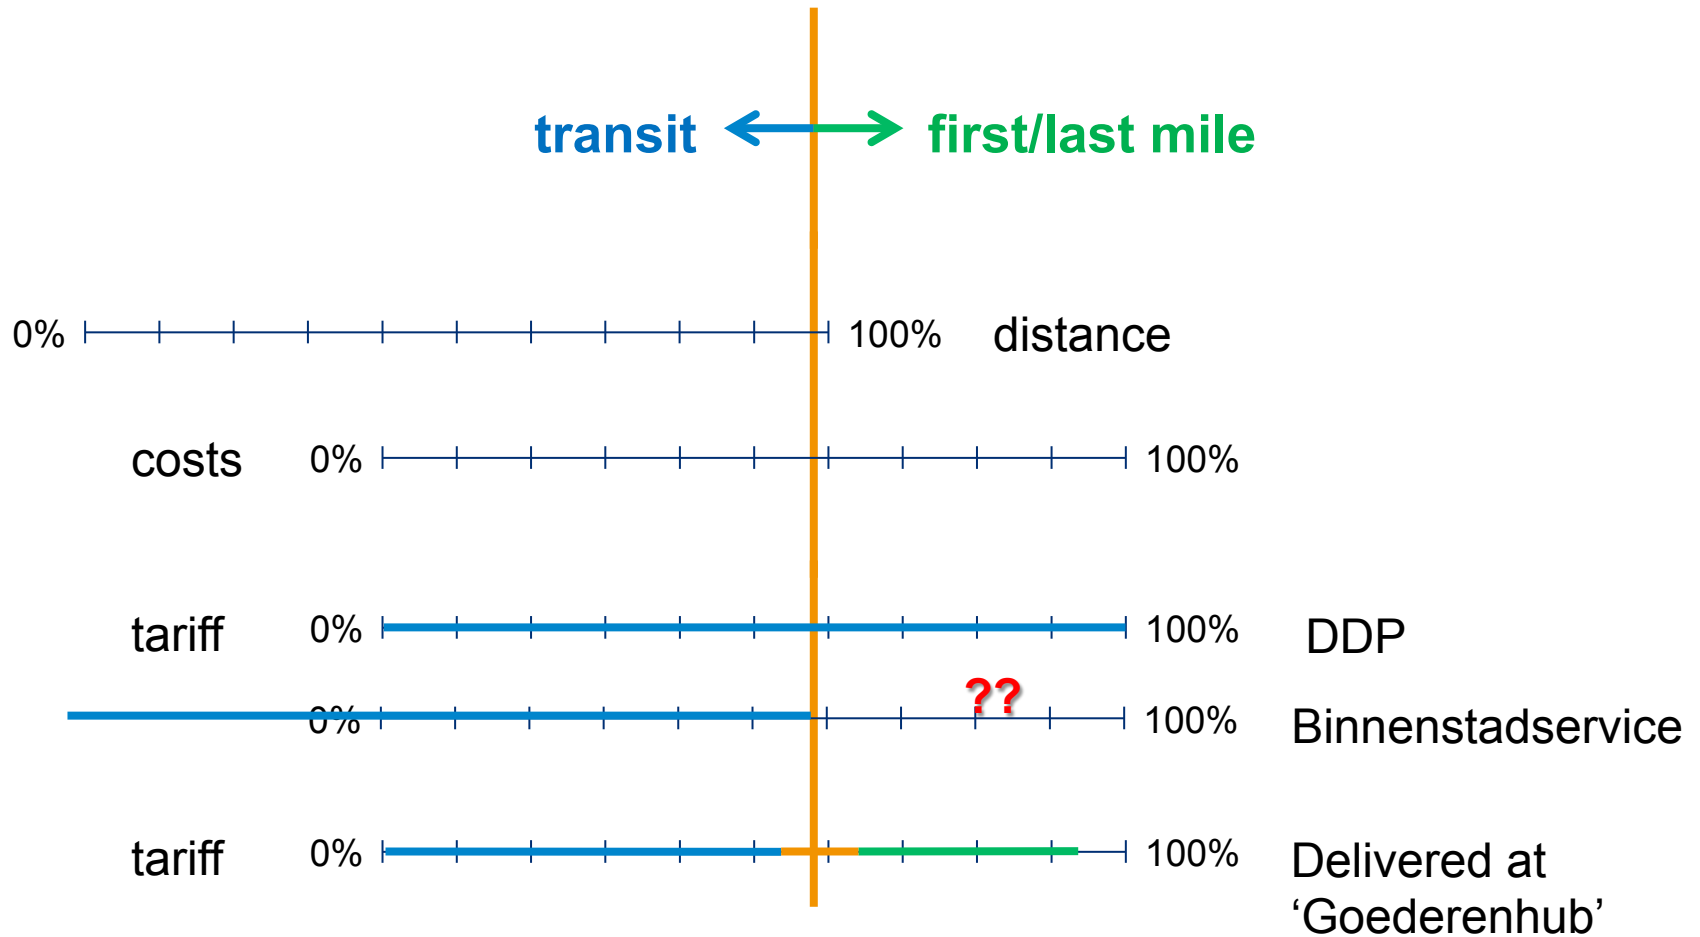 transit first/last mile
0% 100% distance
costs 0% 100%
tariff 0% 100% DDP
??
0% 100% Binnenstadservice
tariff 0% 100% Delivered at
‘Goederenhub’